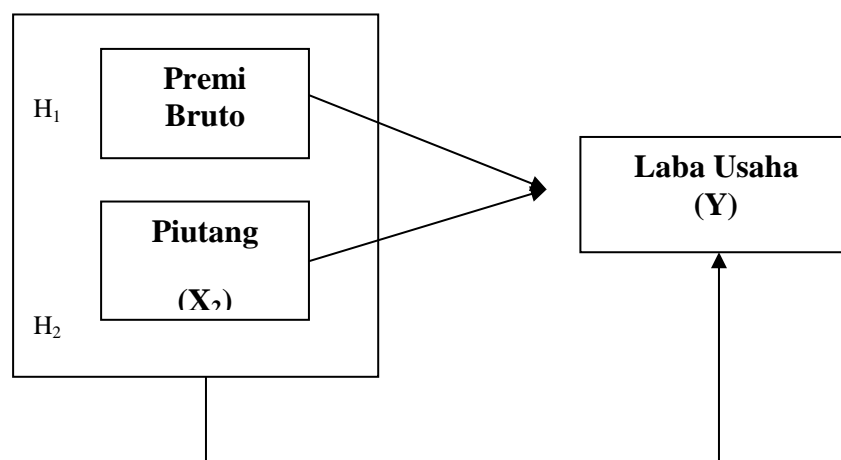 H₁
Premi
Bruto
Piutang
(X₂)
H₂
Laba Usaha
(Y)